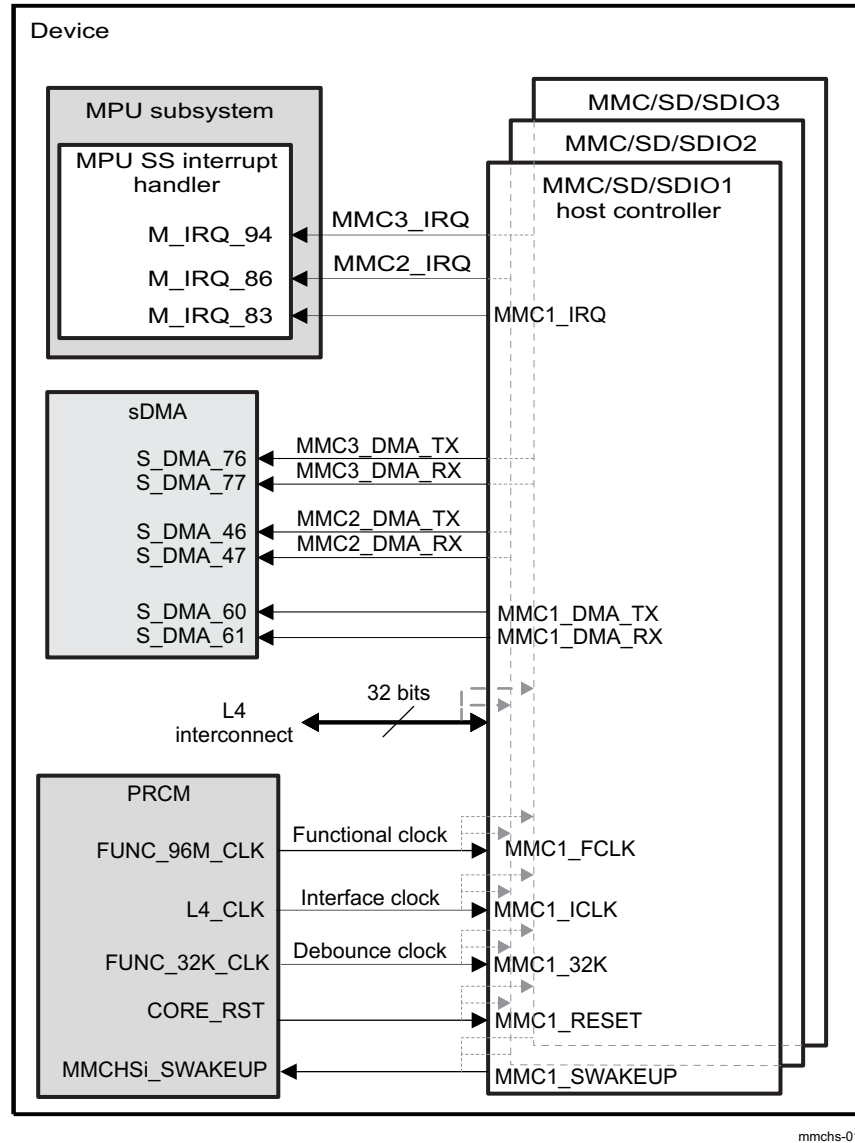 Device
MMC/SD/SDIO3
MMC/SD/SDIO2
MMC/SD/SDIO1
host controller
MPU subsystem
MPU SS interrupt
handler
M_IRQ_94
MMC3_IRQ
M_IRQ_86
MMC2_IRQ
M_IRQ_83
MMC1_IRQ
sDMA
S_DMA_76
MMC3_DMA_TX
S_DMA_77
MMC3_DMA_RX
S_DMA_46
MMC2_DMA_TX
S_DMA_47
MMC2_DMA_RX
S_DMA_60
MMC1_DMA_TX
S_DMA_61
MMC1_DMA_RX
L4
interconnect
32 bits
PRCM
FUNC_96M_CLK
Functional clock
MMC1_FCLK
L4_CLK
Interface clock
MMC1_ICLK
FUNC_32K_CLK
Debounce clock
MMC1_32K
CORE_RST
MMC1_RESET
MMCHSi_SWAKEUP
MMC1_SWAKEUP